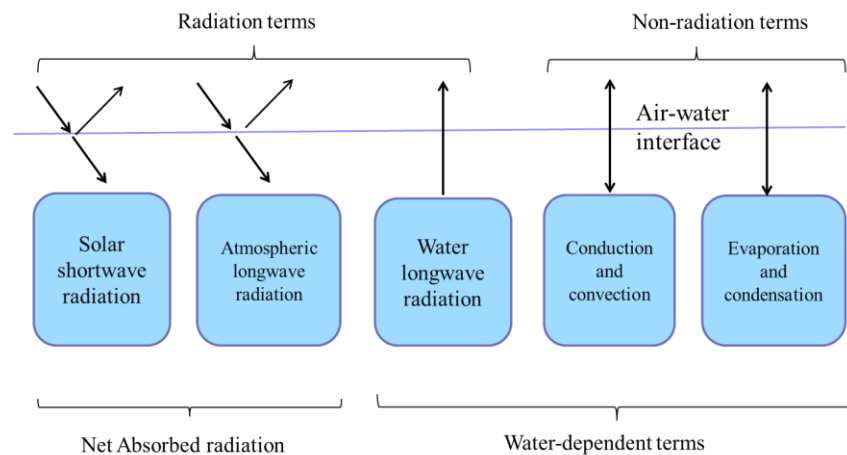 Radiation terms
Non-radiation terms
Air-water
interface
Solar
shortwave
radiation
Atmospheric
longwave
radiation
Water
longwave
radiation
Conduction
and
convection
Evaporation
and
condensation
Net Absorbed radiation
Water-dependent terms